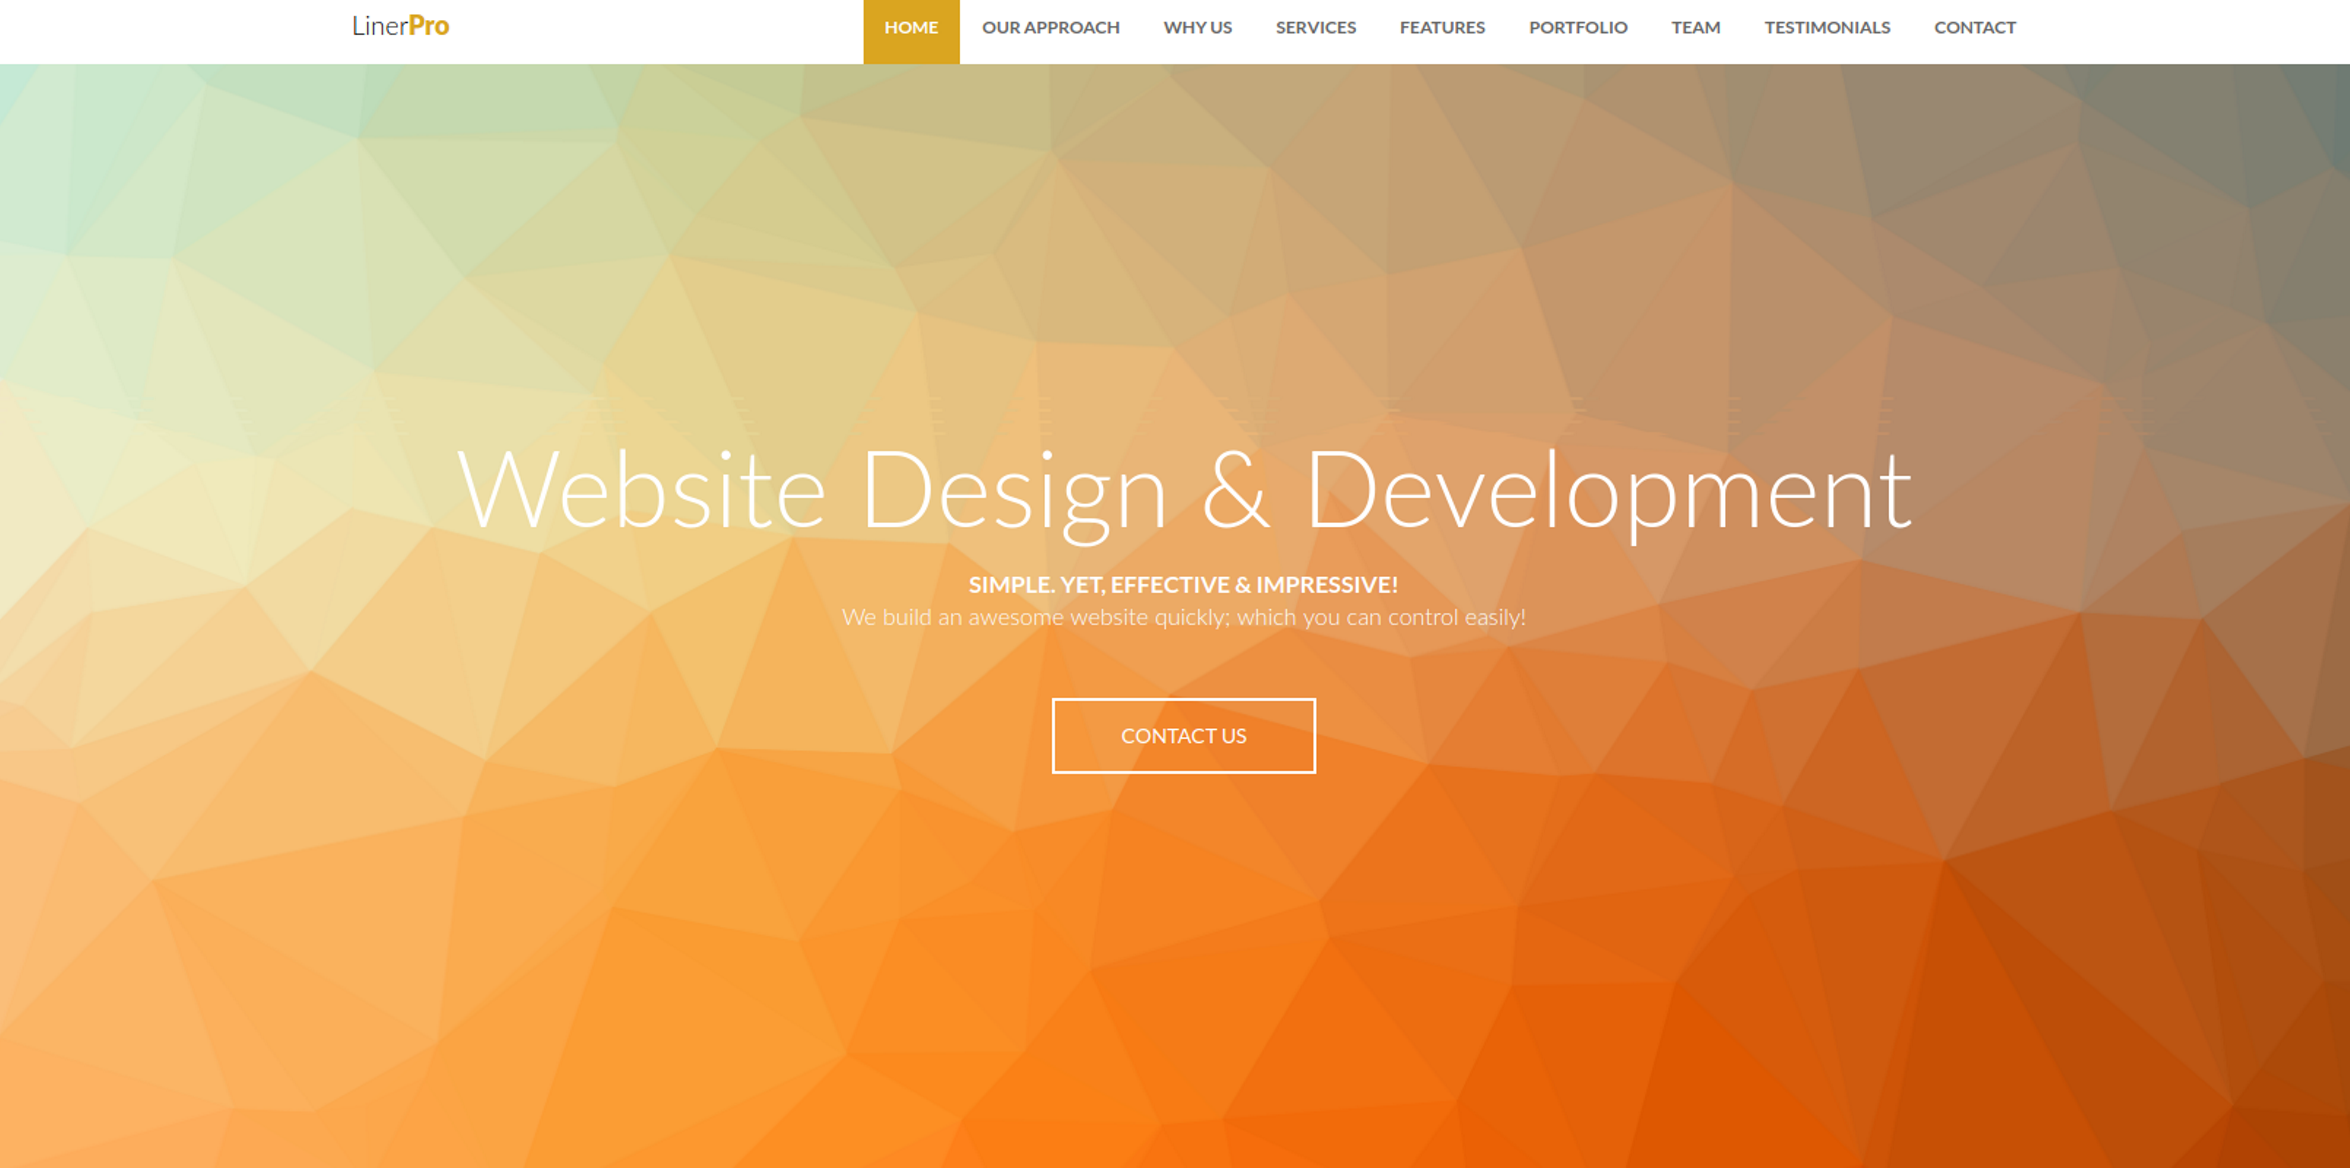 LinerPro
HOME OUR APPROACH WHY US SERVICES FEATURES PORTFOLIO TEAM TESTIMONIALS CONTACT
Website Design & Development
SIMPLE. YET, EFFECTIVE & IMPRESSIVE!
We build an awesome website quickly; which you can control easily!
CONTACT US